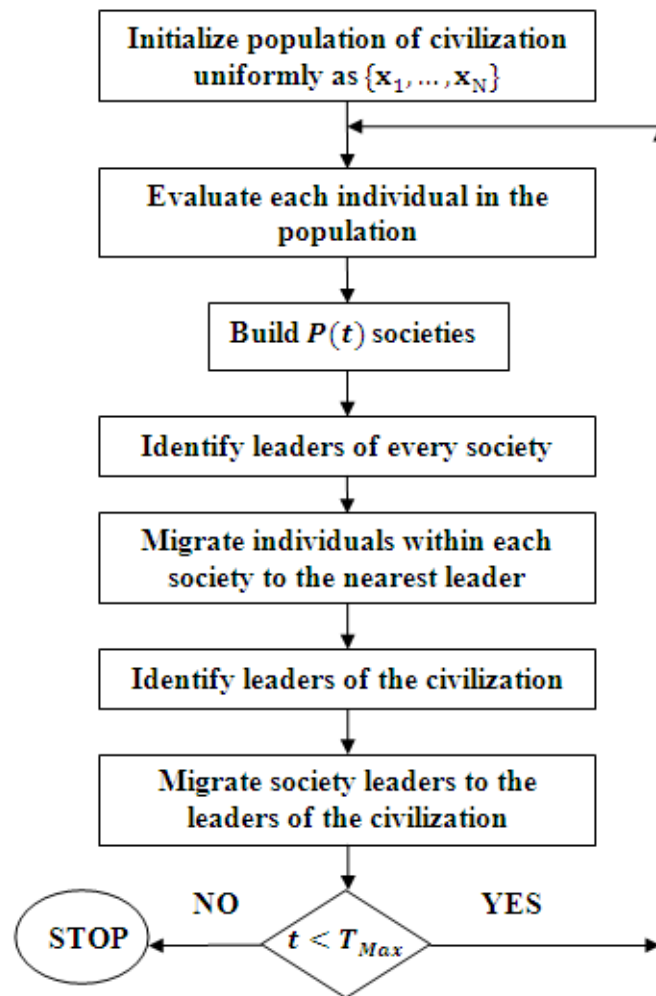 Initialize population of civilization
uniformly as {x₁, … , x_N}
Evaluate each individual in the
population
Build P(t) societies
Identify leaders of every society
Migrate individuals within each
society to the nearest leader
Identify leaders of the civilization
Migrate society leaders to the
leaders of the civilization
NO
YES
STOP
t < T_Max